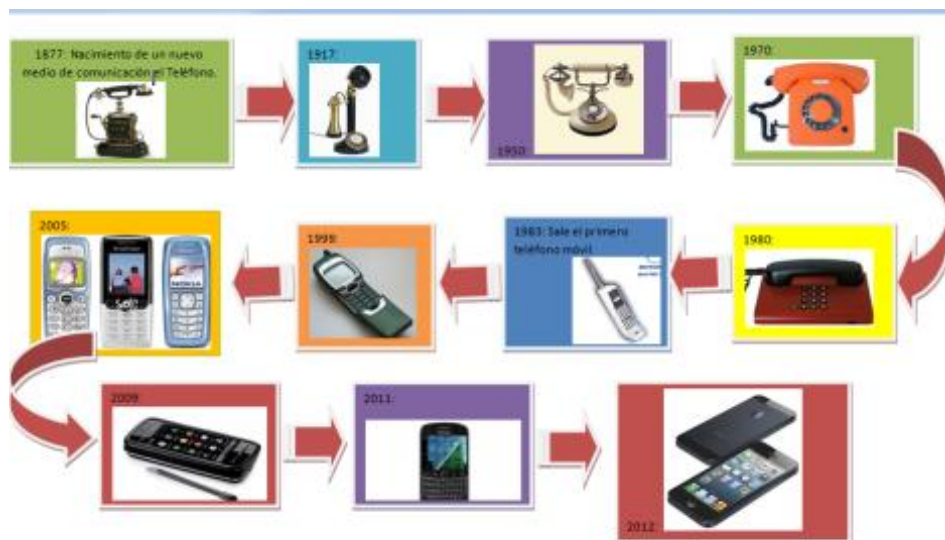 1877: Nacimiento de un nuevo
medio de comunicación el Teléfono.
1917:
1950:
1970:
1980:
1983: Sale el primero
teléfono móvil
1999:
2005:
NOKIA
2009:
2011:
2012: